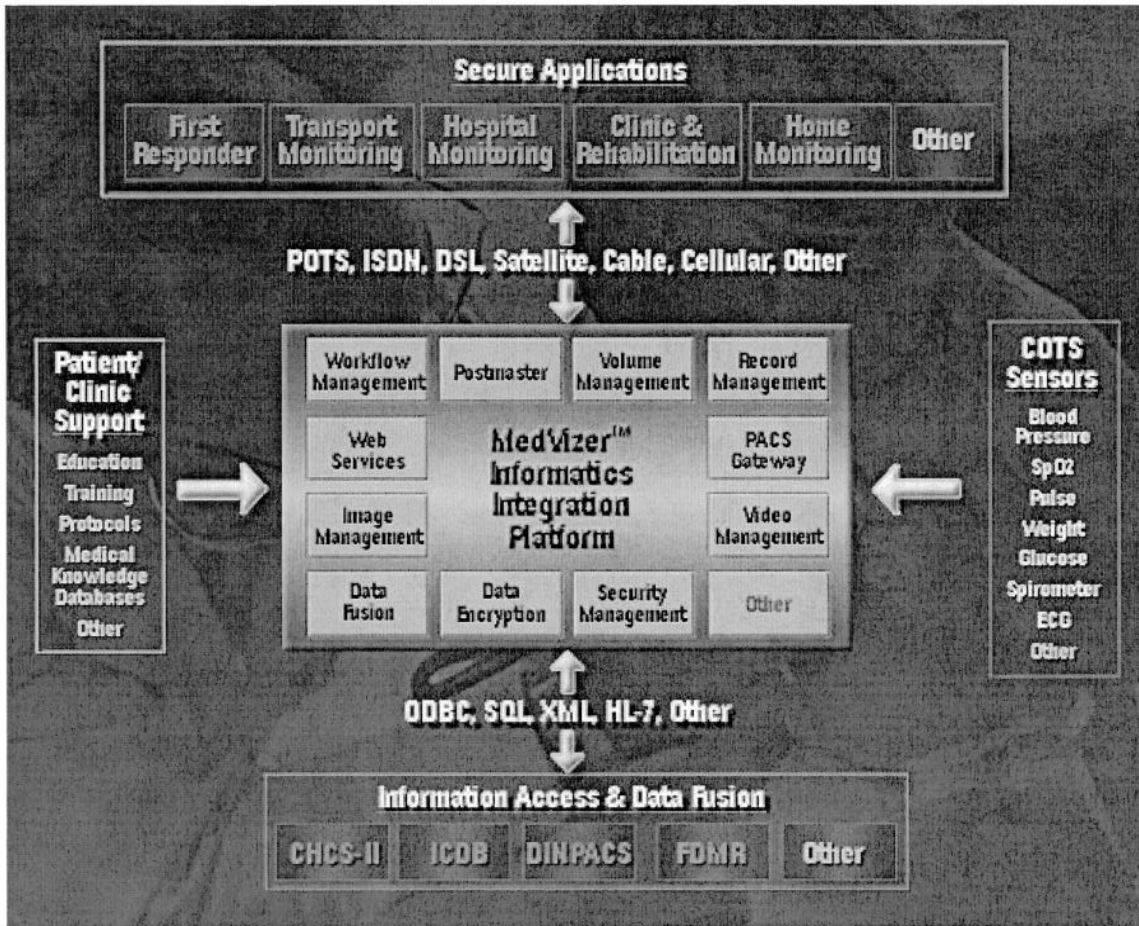 Secure Applications
First
Responder
Transport
Monitoring
Hospital
Monitoring
Clinic &
Rehabilitation
Home
Monitoring
Other
POTS, ISDN, DSL, Satellite, Cable, Cellular, Other
Patient/
Clinic
Support
Education
Training
Protocols
Medical
Knowledge
Databases
Other
Workflow
Management
Postmaster
Volume
Management
Record
Management
Web
Services
MedVizer™
Informatics
Integration
Platform
PACS
Gateway
Image
Management
Video
Management
Data
Fusion
Data
Encryption
Security
Management
Other
COTS
Sensors
Blood
Pressure
SpO2
Pulse
Weight
Glucose
Spirometer
ECG
Other
ODBC, SQL, XML, HL-7, Other
Information Access & Data Fusion
CHCS-II
ICDB
DINPACS
FDMR
Other